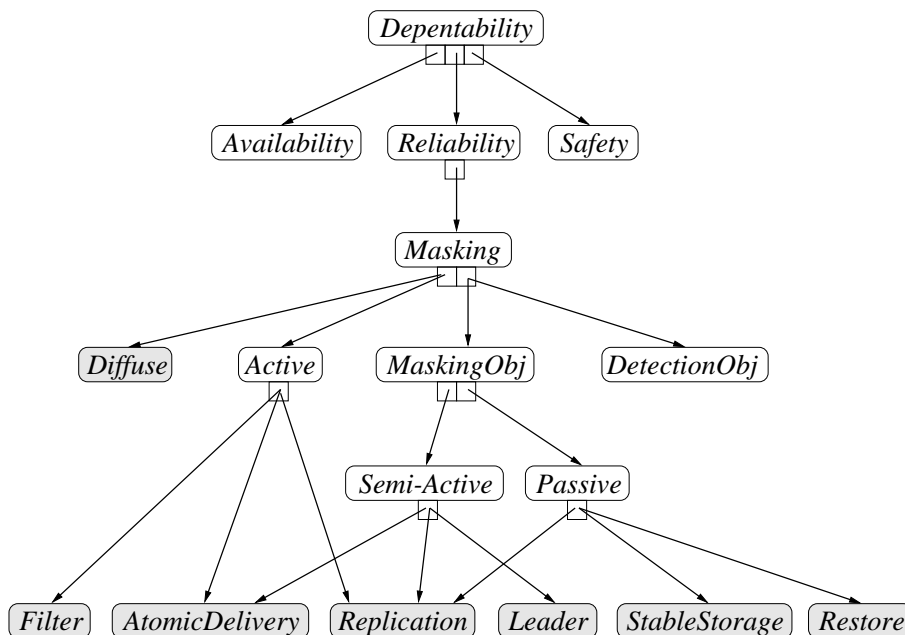 Depentability
Availability
Reliability
Safety
Masking
Diffuse
Active
MaskingObj
DetectionObj
Semi-Active
Passive
Filter
AtomicDelivery
Replication
Leader
StableStorage
Restore